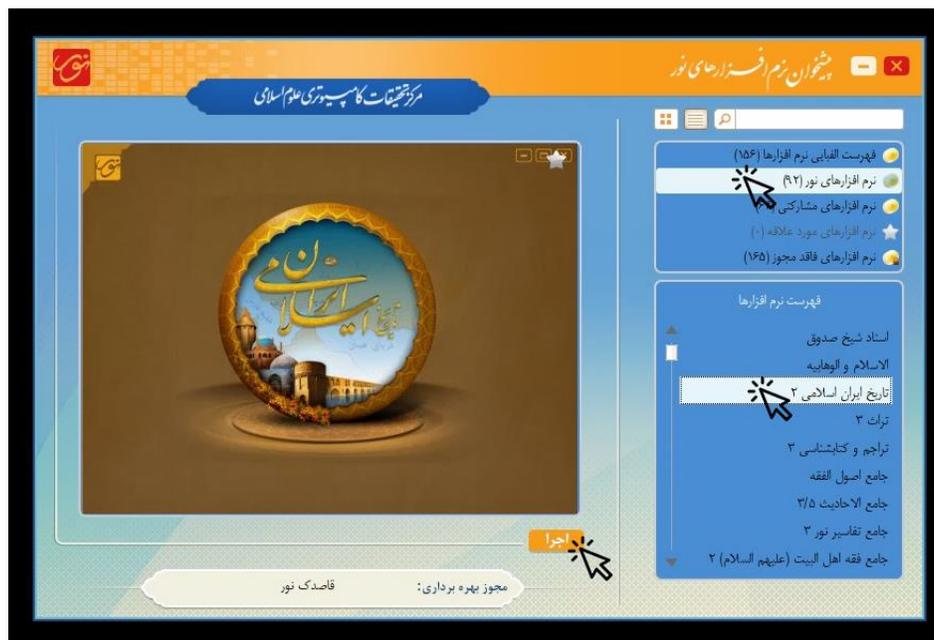 پیشخوان نرم افزارهای نور
نور
مرکز تحقیقات کامپیوتری علوم اسلامی
فهرست الفبایی نرم افزارها (۱۵۶)
نرم افزارهای نور (۹۲)
نرم افزارهای مشارکتی
نرم افزارهای مورد علاقه (۰)
نرم افزارهای فاقد مجوز (۱۶۵)
فهرست نرم افزارها
اسناد شیخ صدوق
الاسلام و الوهابیه
تاریخ ایران اسلامی ۲
تراث ۳
تراجم و کتابشناسی ۳
جامع اصول الفقه
جامع الاحادیث ۳/۵
جامع تفاسیر نور ۳
جامع فقه اهل البیت (علیهم السلام) ۲
نور
تاریخ
ایران
اسلامی
اجرا
مجوز بهره برداری: قاصدک نور